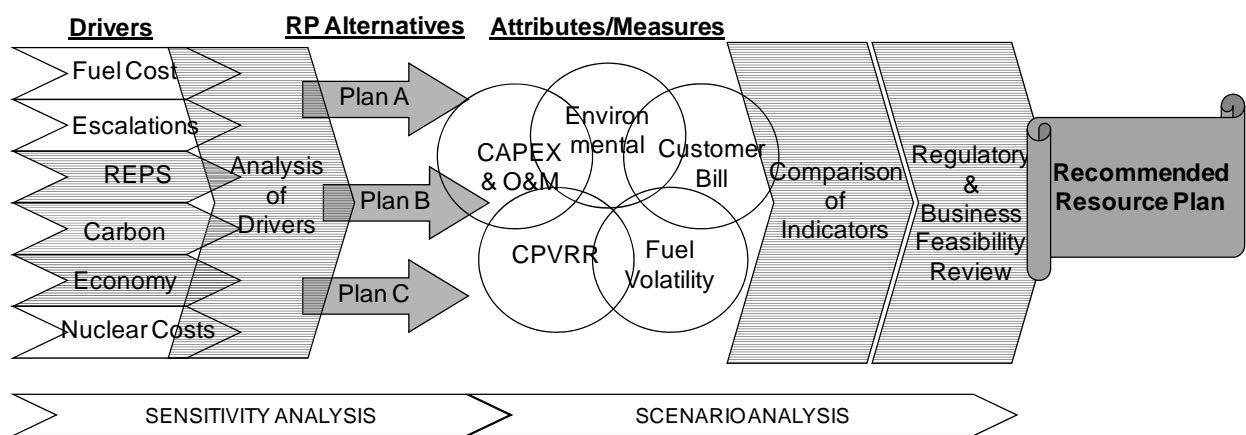 Drivers
RP Alternatives
Attributes/Measures
Fuel Cost
Escalations
REPS
Carbon
Economy
Nuclear Costs
Analysis
of
Drivers
Plan A
Plan B
Plan C
CAPEX
& O&M
Environ
mental
Customer
Bill
CPVRR
Fuel
Volatility
Comparison
of
Indicators
Regulatory
&
Business
Feasibility
Review
Recommended
Resource Plan
SENSITIVITY ANALYSIS
SCENARIO ANALYSIS